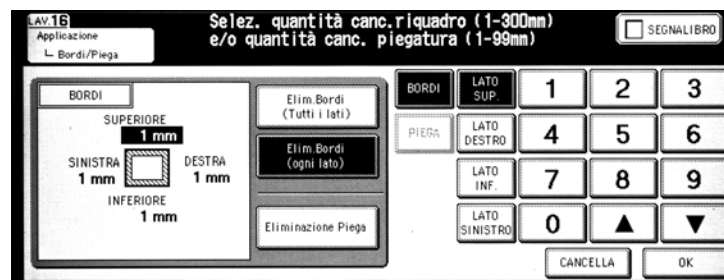 LAV.16
Applicazione
Bordi/Piega
Selez. quantità canc.riquadro (1-300mm)
e/o quantità canc. piegatura (1-99mm)
SEGNALIBRO
BORDI
SUPERIORE
1 mm
SINISTRA
1 mm
DESTRA
1 mm
INFERIORE
1 mm
Elim.Bordi
(Tutti i lati)
Elim.Bordi
(ogni lato)
Eliminazione Piega
BORDI
LATO
SUP.
1
2
3
PIEGA
LATO
DESTRO
4
5
6
LATO
INF.
7
8
9
LATO
SINISTRO
0
▲
▼
CANCELLA
OK